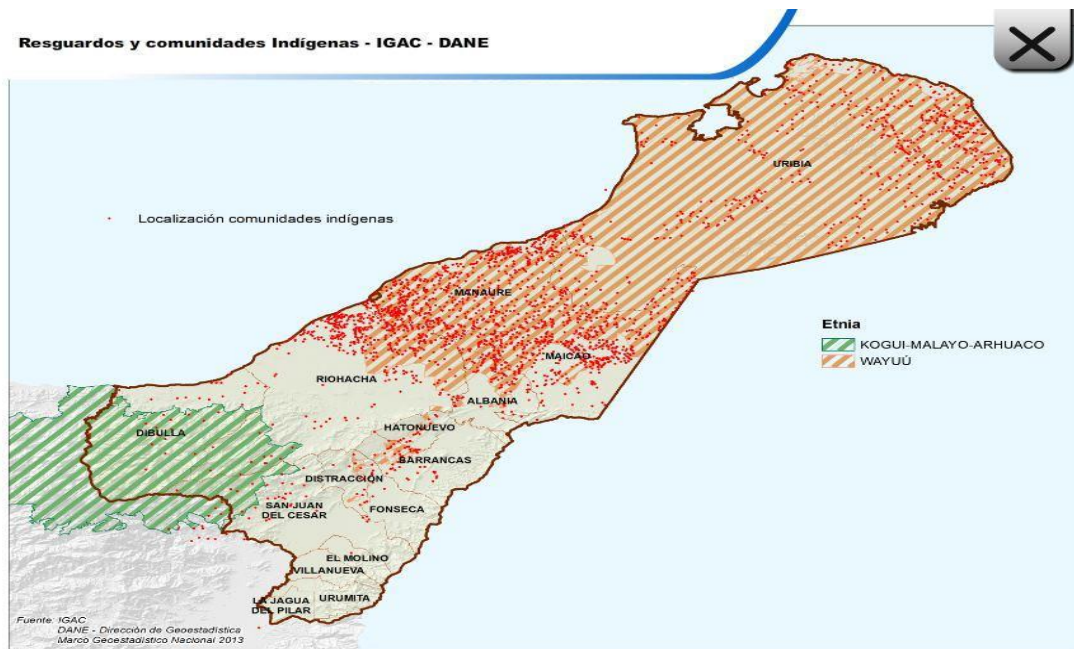 Resguardos y comunidades Indígenas - IGAC - DANE
URIBIA
Localización comunidades indígenas
MANAURE
Etnia
KOGUI-MALAYO-ARHUACO
WAYUÚ
MAICAO
RIOHACHA
ALBANIA
HATONUEVO
DIBULLA
BARRANCAS
DISTRACCIÓN
SAN JUAN
DEL CESAR
FONSECA
EL MOLINO
VILLANUEVA
URUMITA
LA JAGUA
DEL PILAR
Fuente: IGAC
DANE - Dirección de Geoestadística
Marco Geoestadístico Nacional 2013